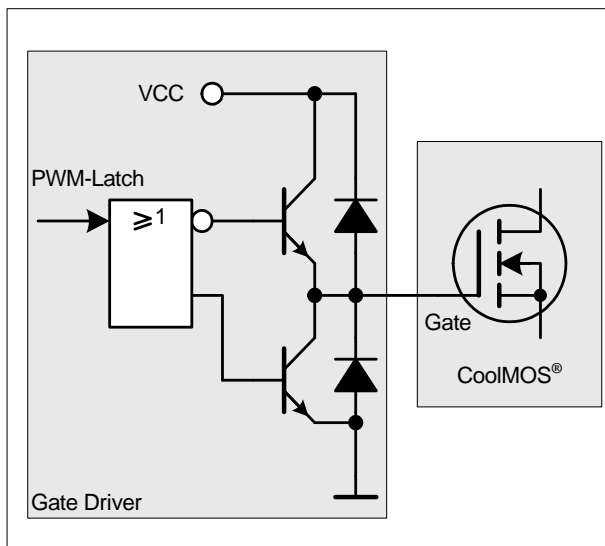 VCC
PWM-Latch
≥1
Gate
CoolMOS®
Gate Driver